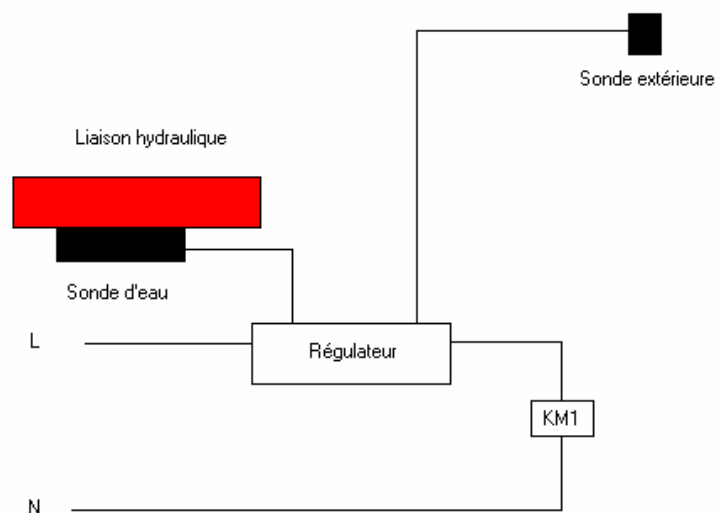 Sonde extérieure
Liaison hydraulique
Sonde d'eau
L
Régulateur
KM1
N